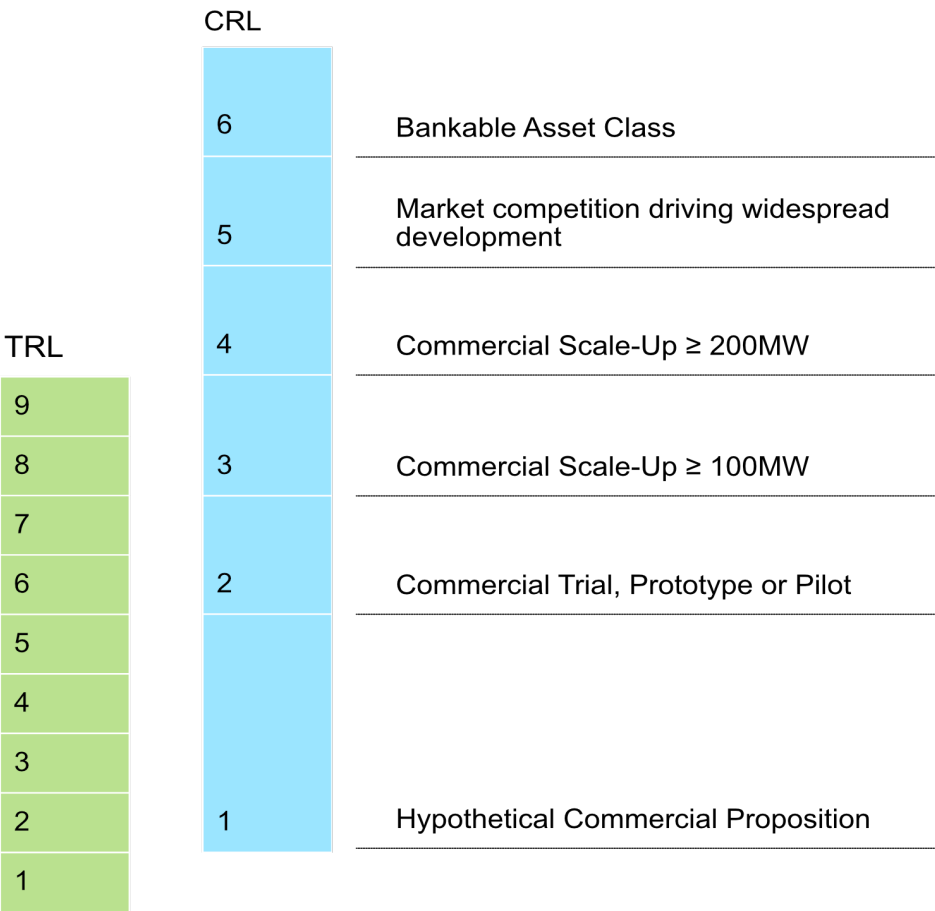 CRL
6
Bankable Asset Class
5
Market competition driving widespread
development
TRL
4
Commercial Scale-Up ≥ 200MW
9
8
3
Commercial Scale-Up ≥ 100MW
7
6
2
Commercial Trial, Prototype or Pilot
5
4
3
2
1
Hypothetical Commercial Proposition
1